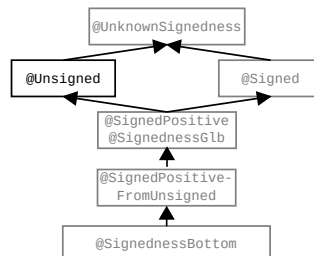 @UnknownSignedness
@Unsigned
@Signed
@SignedPositive
@SignednessGlb
@SignedPositive-
FromUnsigned
@SignednessBottom